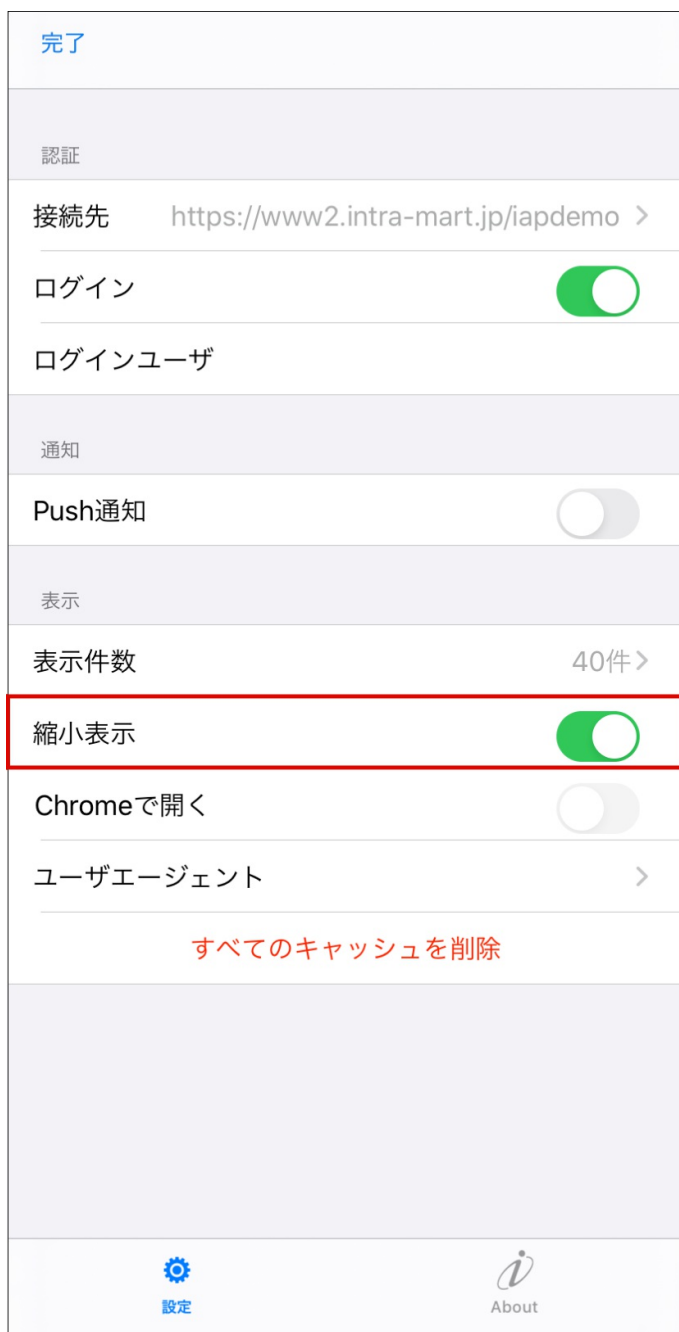 完了
認証
接続先 https://www2.intra-mart.jp/iapdemo
ログイン
ログインユーザ
通知
Push通知
表示
表示件数 40件
縮小表示
Chromeで開く
ユーザエージェント
すべてのキャッシュを削除
設定 About